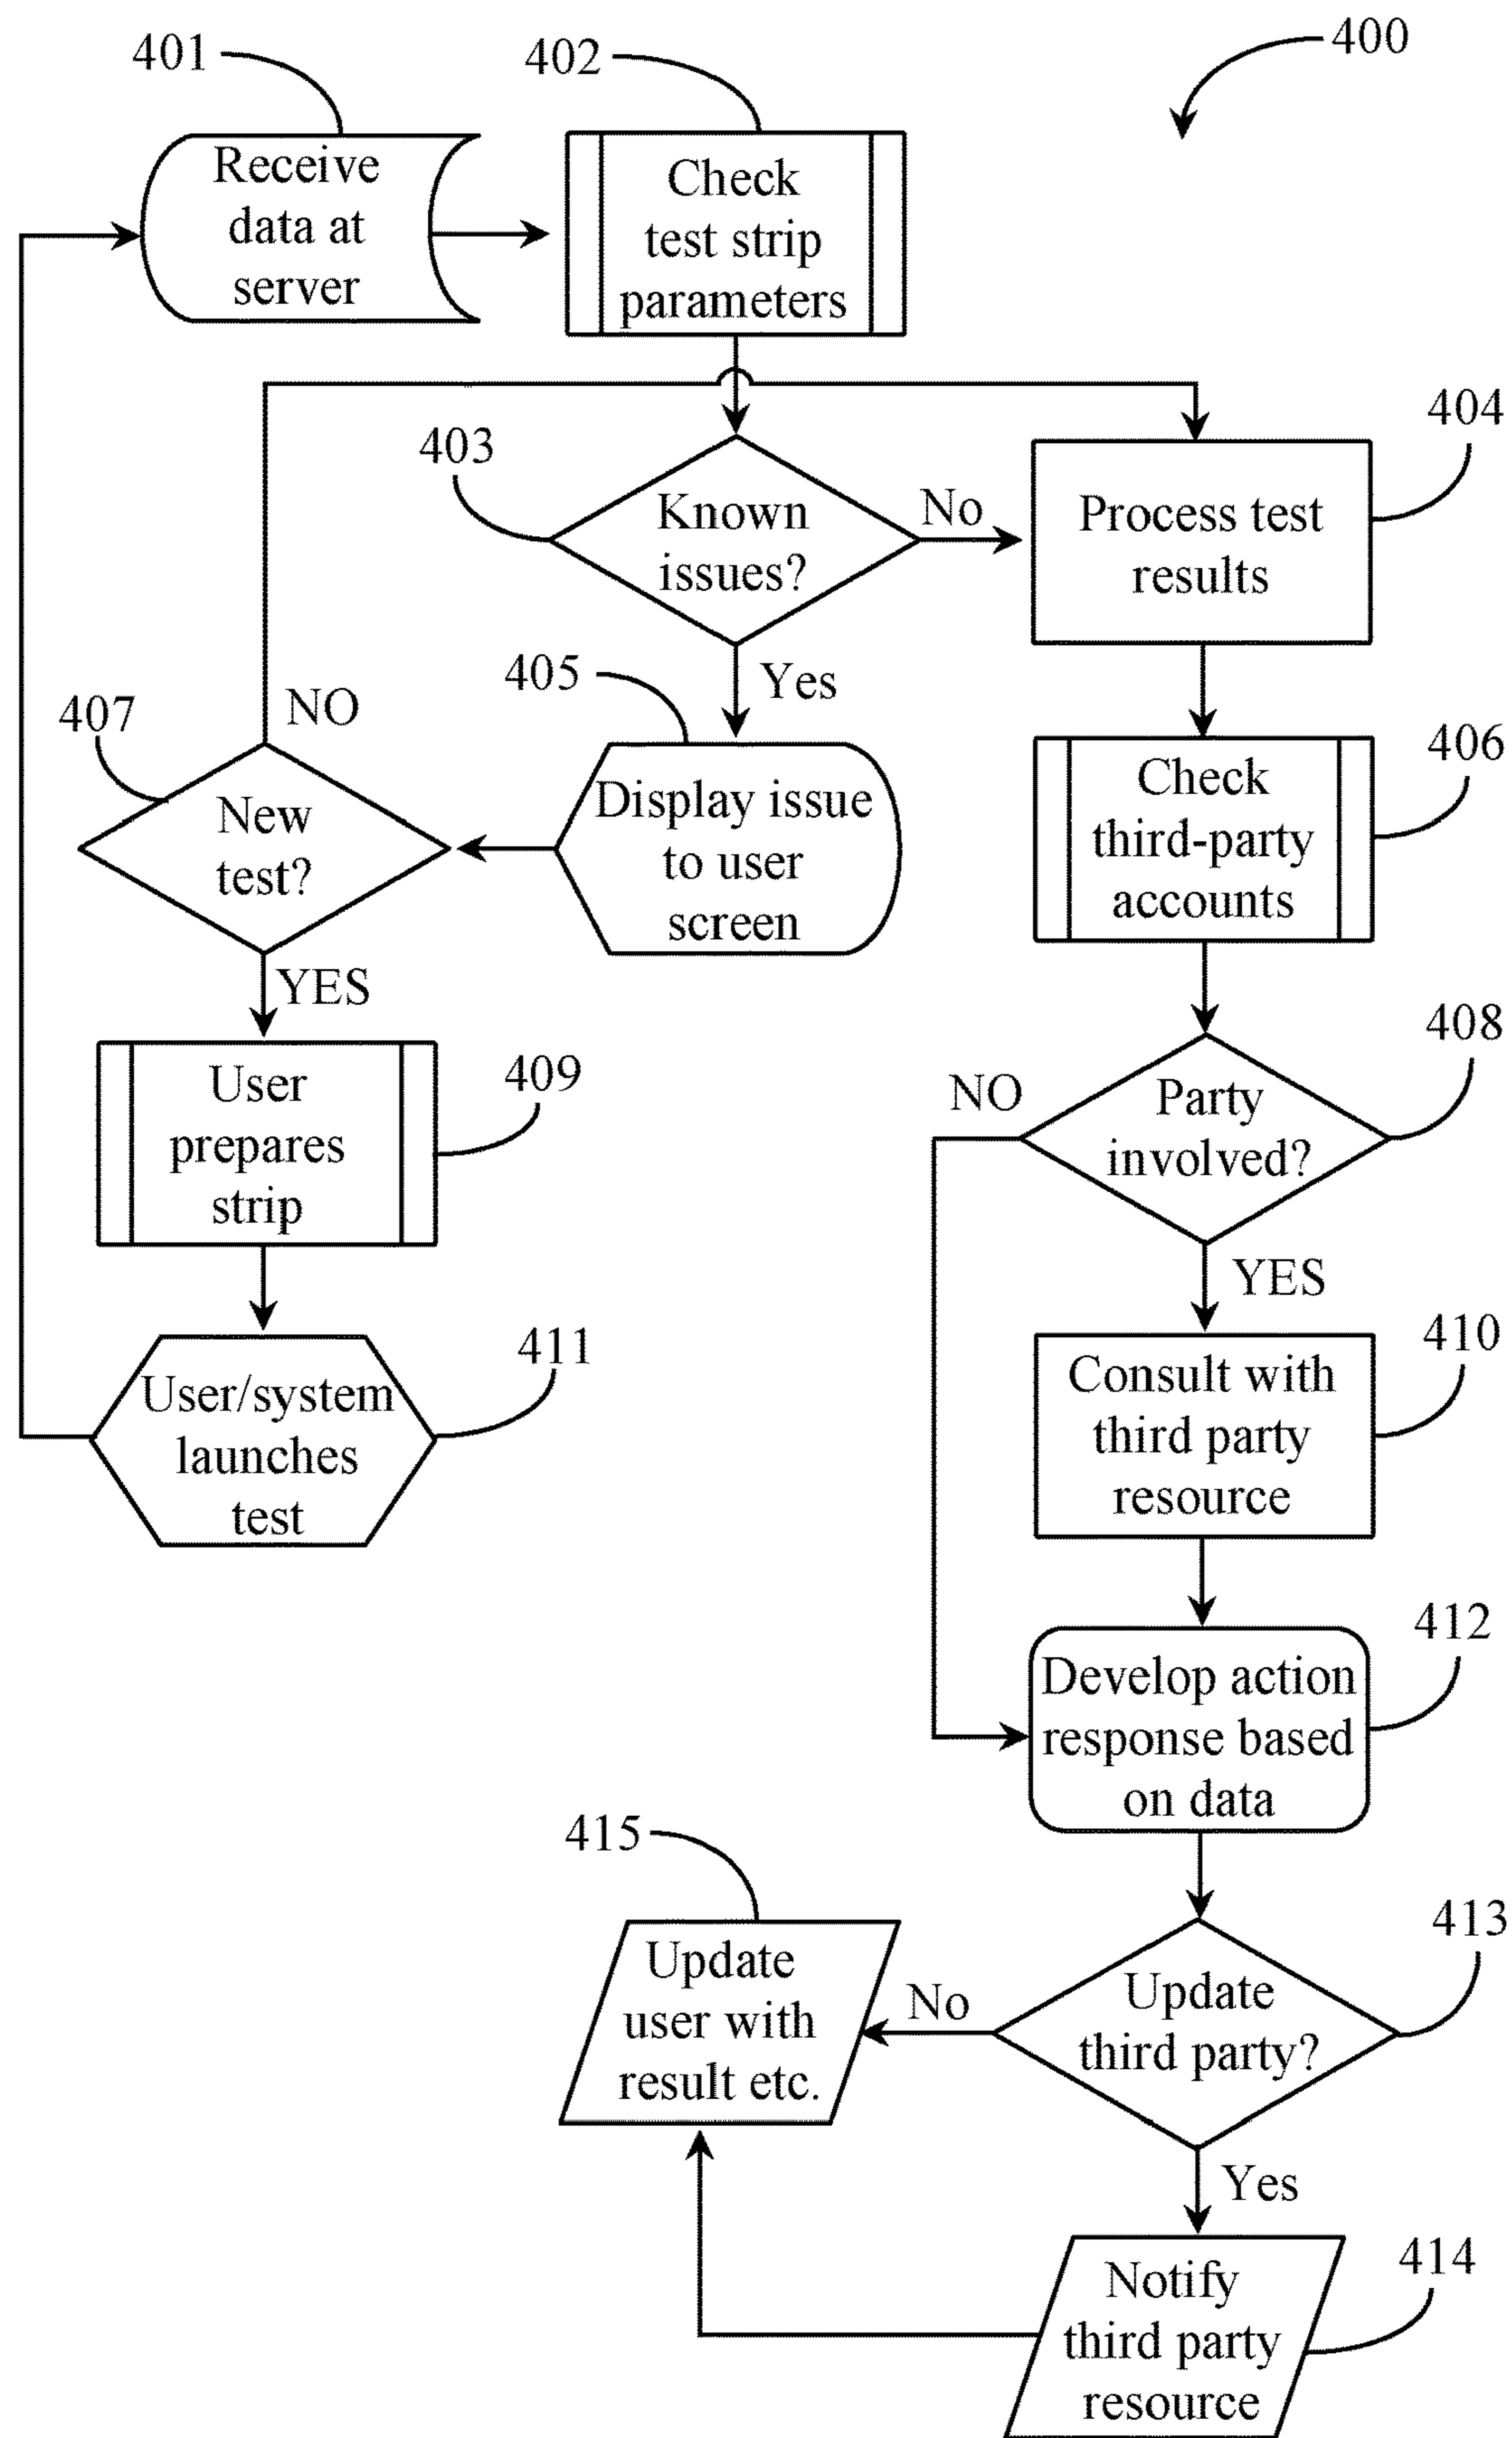 401
402
400
Receive
data at
server
Check
test strip
parameters
403
404
Known
issues?
No
Process test
results
Yes
405
407
NO
406
New
test?
Display issue
to user
screen
Check
third-party
accounts
YES
408
User
prepares
strip
409
NO
Party
involved?
YES
410
411
User/system
launches
test
Consult with
third party
resource
412
Develop action
response based
on data
415
413
Update
user with
result etc.
No
Update
third party?
Yes
414
Notify
third party
resource